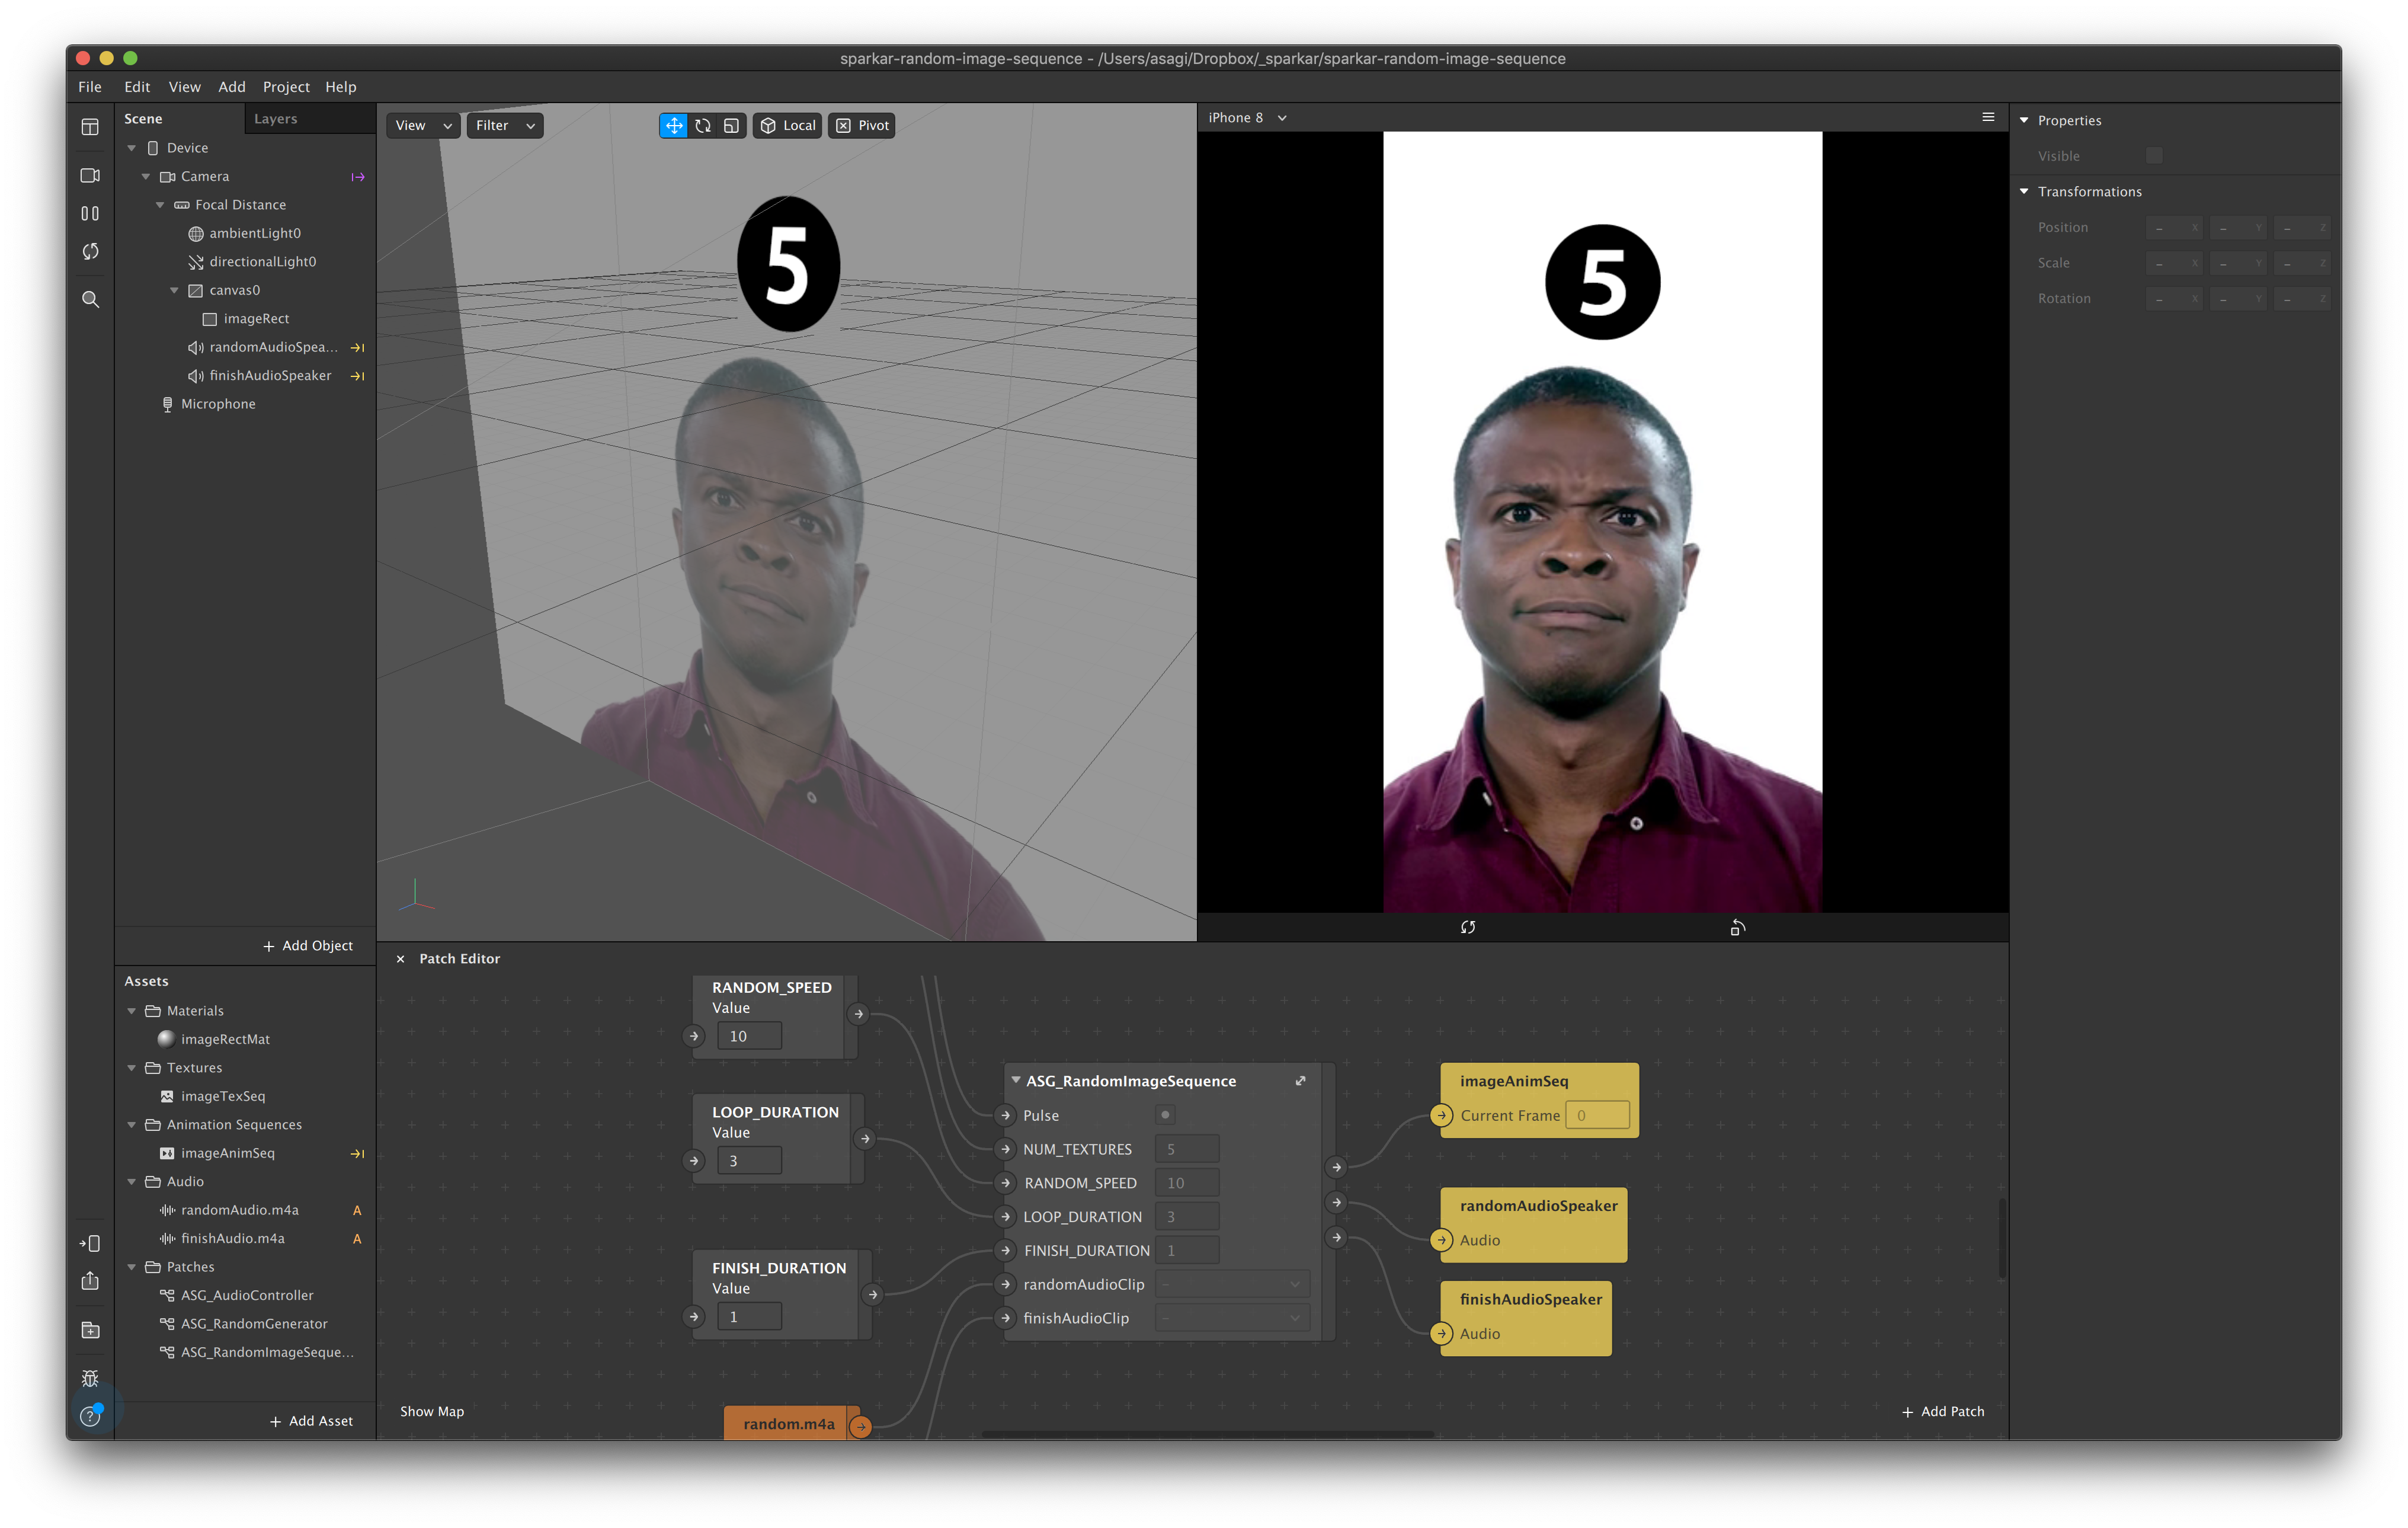 sparkar-random-image-sequence - /Users/asagi/Dropbox/_sparkar/sparkar-random-image-sequence
File Edit View Add Project Help
Scene Layers
Device
Camera
Focal Distance
ambientLight0
directionalLight0
canvas0
imageRect
randomAudioSpea...
finishAudioSpeaker
Microphone
+ Add Object
Assets
Materials
imageRectMat
Textures
imageTexSeq
Animation Sequences
imageAnimSeq
Audio
randomAudio.m4a A
finishAudio.m4a A
Patches
ASG_AudioController
ASG_RandomGenerator
ASG_RandomImageSeque...
+ Add Asset
View Filter Local Pivot
5
iPhone 8
5
Properties
Visible
Transformations
Position – X – Y – Z
Scale – X – Y – Z
Rotation – X – Y – Z
Patch Editor
RANDOM_SPEED
Value
10
LOOP_DURATION
Value
3
FINISH_DURATION
Value
1
random.m4a
ASG_RandomImageSequence
Pulse
NUM_TEXTURES 5
RANDOM_SPEED 10
LOOP_DURATION 3
FINISH_DURATION 1
randomAudioClip –
finishAudioClip –
imageAnimSeq
Current Frame 0
randomAudioSpeaker
Audio
finishAudioSpeaker
Audio
Show Map
+ Add Patch